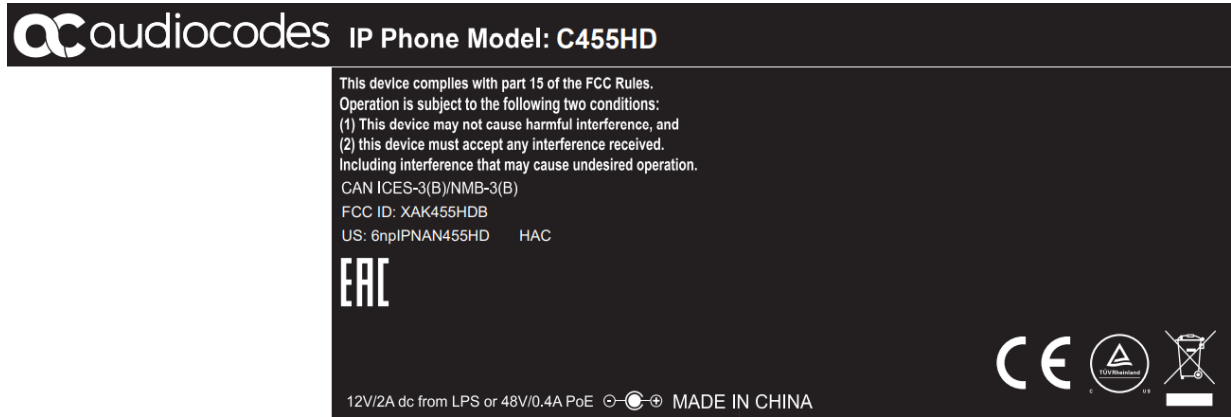 audiocodes IP Phone Model: C455HD
This device complies with part 15 of the FCC Rules.
Operation is subject to the following two conditions:
(1) This device may not cause harmful interference, and
(2) this device must accept any interference received.
Including interference that may cause undesired operation.
CAN ICES-3(B)/NMB-3(B)
FCC ID: XAK455HDB
US: 6npIPNAN455HD HAC
EAC
CE
TÜVRheinland
C US
12V/2A dc from LPS or 48V/0.4A PoE MADE IN CHINA